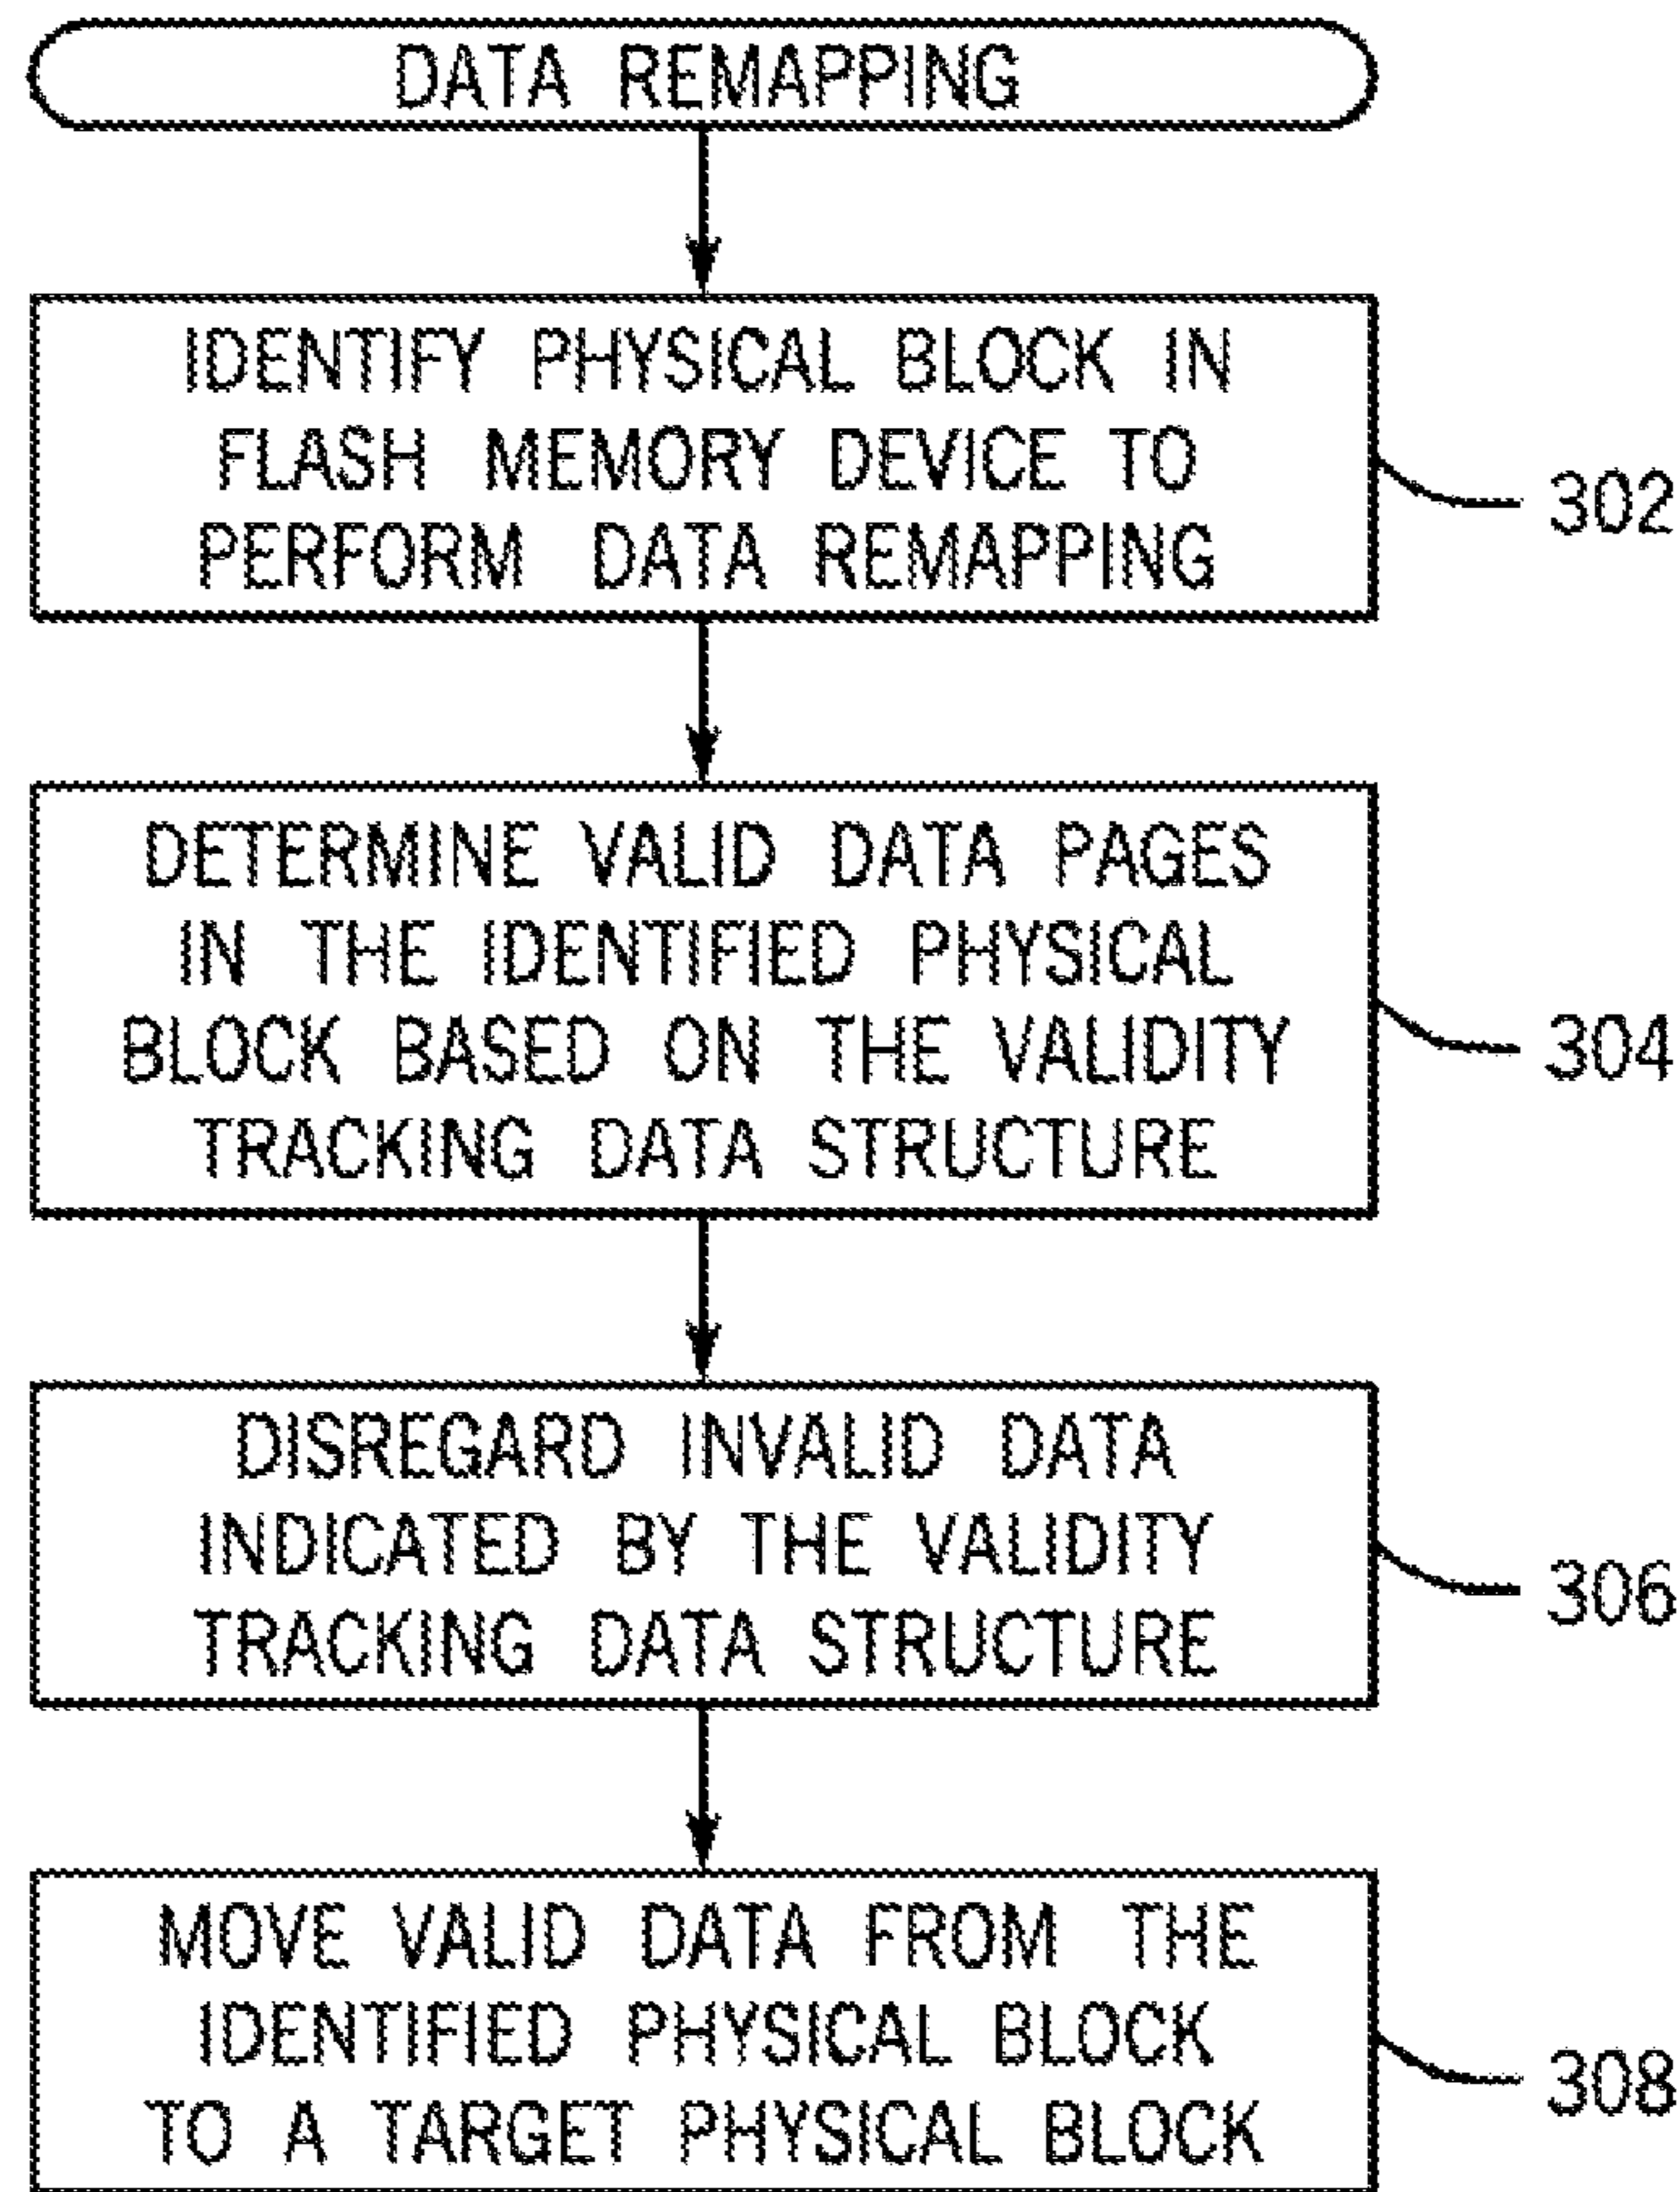 DATA REMAPPING
IDENTIFY PHYSICAL BLOCK IN
FLASH MEMORY DEVICE TO
PERFORM DATA REMAPPING
302
DETERMINE VALID DATA PAGES
IN THE IDENTIFIED PHYSICAL
BLOCK BASED ON THE VALIDITY
TRACKING DATA STRUCTURE
304
DISREGARD INVALID DATA
INDICATED BY THE VALIDITY
TRACKING DATA STRUCTURE
306
MOVE VALID DATA FROM THE
IDENTIFIED PHYSICAL BLOCK
TO A TARGET PHYSICAL BLOCK
308